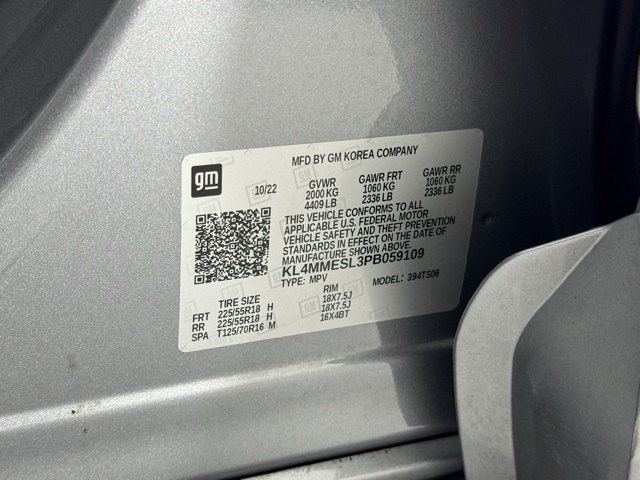 MFD BY GM KOREA COMPANY
gm
10/22 GVWR GAWR FRT GAWR RR
2000 KG 1060 KG 1060 KG
4409 LB 2336 LB 2336 LB
THIS VEHICLE CONFORMS TO ALL
APPLICABLE U.S. FEDERAL MOTOR
VEHICLE SAFETY AND THEFT PREVENTION
STANDARDS IN EFFECT ON THE DATE OF
MANUFACTURE SHOWN ABOVE.
KL4MMESL3PB059109
TYPE: MPV MODEL: 394TS06
TIRE SIZE RIM
FRT 225/55R18 H 18X7.5J
RR 225/55R18 H 18X7.5J
SPA T125/70R16 M 16X4BT